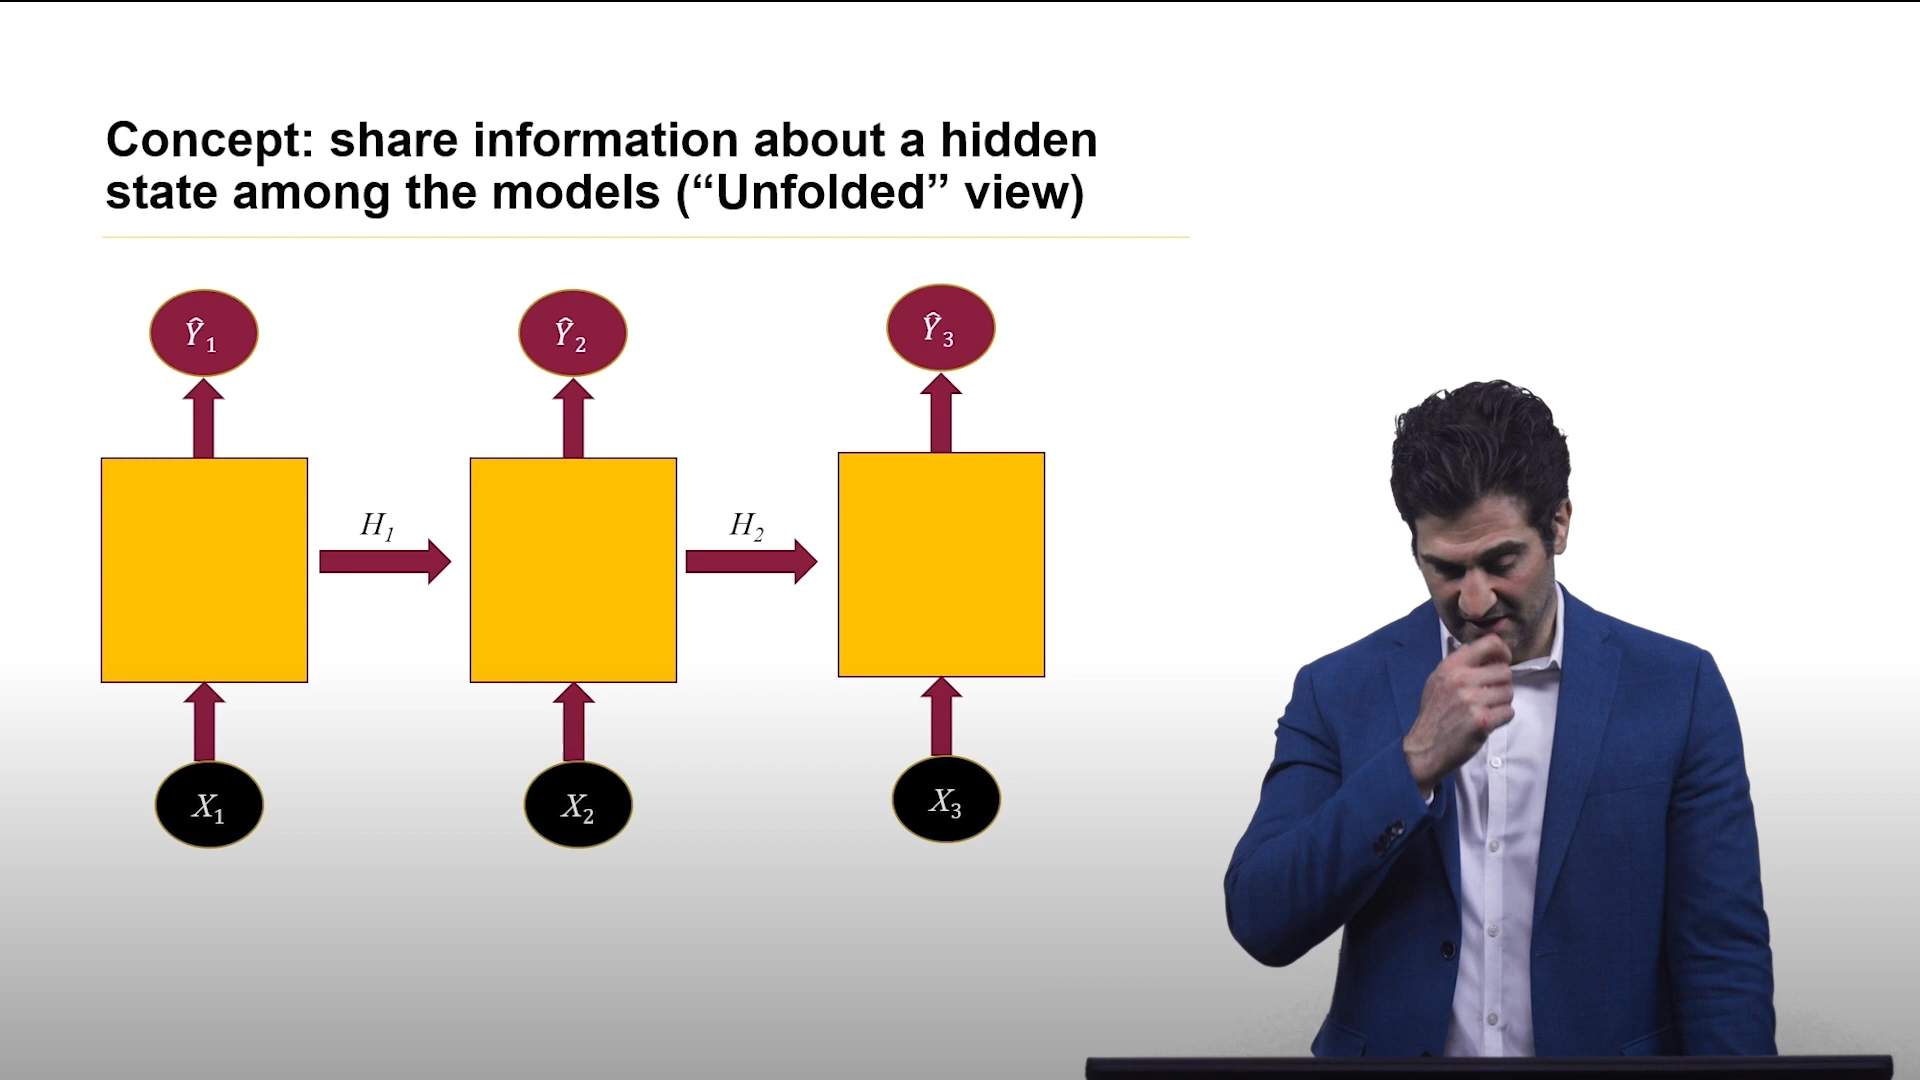 Concept: share information about a hidden
state among the models (“Unfolded” view)
Ŷ₁
Ŷ₂
Ŷ₃
H₁
H₂
X₁
X₂
X₃